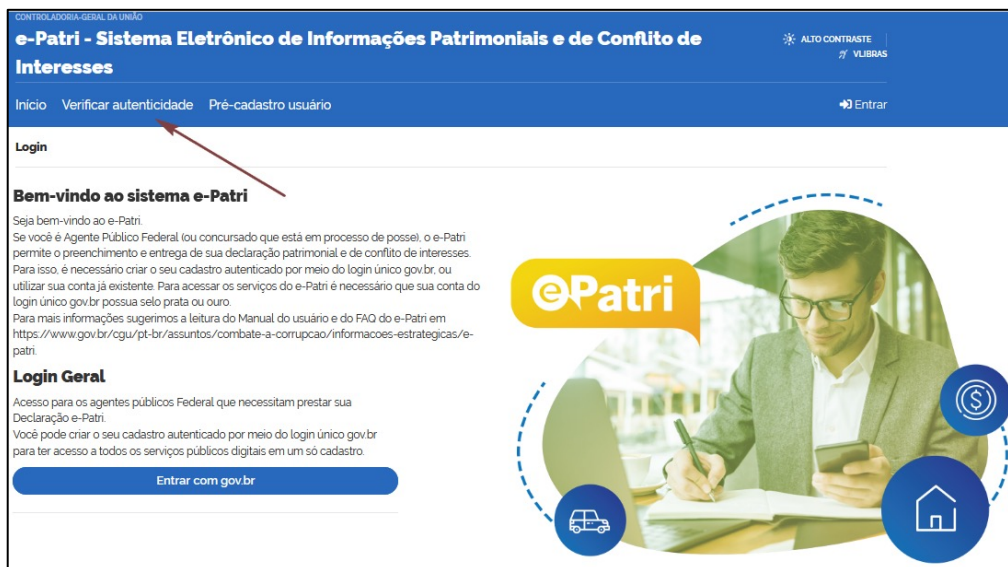 CONTROLADORIA-GERAL DA UNIÃO
e-Patri - Sistema Eletrônico de Informações Patrimoniais e de Conflito de
Interesses
ALTO CONTRASTE
VLIBRAS
Início Verificar autenticidade Pré-cadastro usuário
Entrar
Login
Bem-vindo ao sistema e-Patri
Seja bem-vindo ao e-Patri.
Se você é Agente Público Federal (ou concursado que está em processo de posse), o e-Patri
permite o preenchimento e entrega de sua declaração patrimonial e de conflito de interesses.
Para isso, é necessário criar o seu cadastro autenticado por meio do login único gov.br, ou
utilizar sua conta já existente. Para acessar os serviços do e-Patri é necessário que sua conta do
login único gov.br possua selo prata ou ouro.
Para mais informações sugerimos a leitura do Manual do usuário e do FAQ do e-Patri em
https://www.gov.br/cgu/pt-br/assuntos/combate-a-corrupcao/informacoes-estrategicas/e-
patri.
ePatri
Login Geral
Acesso para os agentes públicos Federal que necessitam prestar sua
Declaração e-Patri.
Você pode criar o seu cadastro autenticado por meio do login único gov.br
para ter acesso a todos os serviços públicos digitais em um só cadastro.
Entrar com gov.br